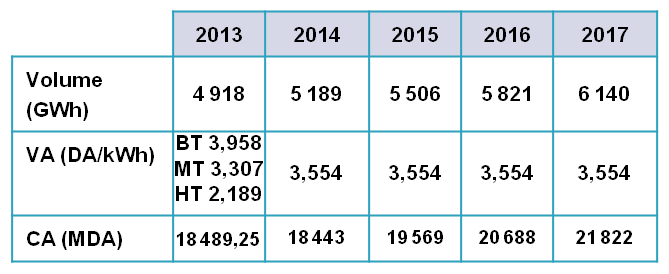 2013 2014 2015 2016 2017
Volume (GWh) 4 918 5 189 5 506 5 821 6 140
VA (DA/kWh) BT 3,958 MT 3,307 HT 2,189 3,554 3,554 3,554 3,554
CA (MDA) 18 489,25 18 443 19 569 20 688 21 822